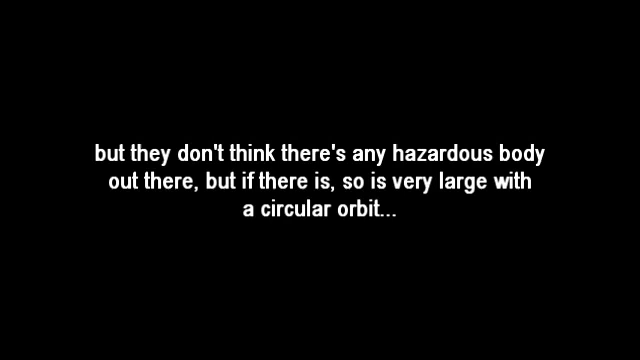 but they don't think there's any hazardous body
out there, but if there is, so is very large with
a circular orbit...